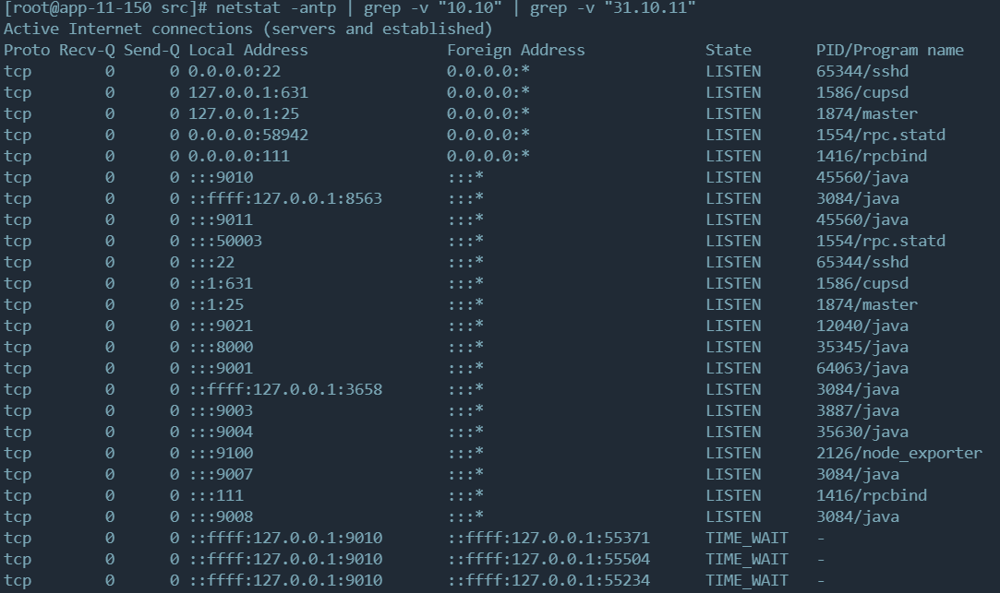 [root@app-11-150 src]# netstat -antp | grep -v "10.10" | grep -v "31.10.11"
Active Internet connections (servers and established)
Proto Recv-Q Send-Q Local Address               Foreign Address             State       PID/Program name
tcp        0      0 0.0.0.0:22                  0.0.0.0:*                   LISTEN      65344/sshd
tcp        0      0 127.0.0.1:631               0.0.0.0:*                   LISTEN      1586/cupsd
tcp        0      0 127.0.0.1:25                0.0.0.0:*                   LISTEN      1874/master
tcp        0      0 0.0.0.0:58942               0.0.0.0:*                   LISTEN      1554/rpc.statd
tcp        0      0 0.0.0.0:111                 0.0.0.0:*                   LISTEN      1416/rpcbind
tcp        0      0 :::9010                     :::*                        LISTEN      45560/java
tcp        0      0 ::ffff:127.0.0.1:8563       :::*                        LISTEN      3084/java
tcp        0      0 :::9011                     :::*                        LISTEN      45560/java
tcp        0      0 :::50003                    :::*                        LISTEN      1554/rpc.statd
tcp        0      0 :::22                       :::*                        LISTEN      65344/sshd
tcp        0      0 ::1:631                     :::*                        LISTEN      1586/cupsd
tcp        0      0 ::1:25                      :::*                        LISTEN      1874/master
tcp        0      0 :::9021                     :::*                        LISTEN      12040/java
tcp        0      0 :::8000                     :::*                        LISTEN      35345/java
tcp        0      0 :::9001                     :::*                        LISTEN      64063/java
tcp        0      0 ::ffff:127.0.0.1:3658       :::*                        LISTEN      3084/java
tcp        0      0 :::9003                     :::*                        LISTEN      3887/java
tcp        0      0 :::9004                     :::*                        LISTEN      35630/java
tcp        0      0 :::9100                     :::*                        LISTEN      2126/node_exporter
tcp        0      0 :::9007                     :::*                        LISTEN      3084/java
tcp        0      0 :::111                      :::*                        LISTEN      1416/rpcbind
tcp        0      0 :::9008                     :::*                        LISTEN      3084/java
tcp        0      0 ::ffff:127.0.0.1:9010       ::ffff:127.0.0.1:55371      TIME_WAIT   -
tcp        0      0 ::ffff:127.0.0.1:9010       ::ffff:127.0.0.1:55504      TIME_WAIT   -
tcp        0      0 ::ffff:127.0.0.1:9010       ::ffff:127.0.0.1:55234      TIME_WAIT   -